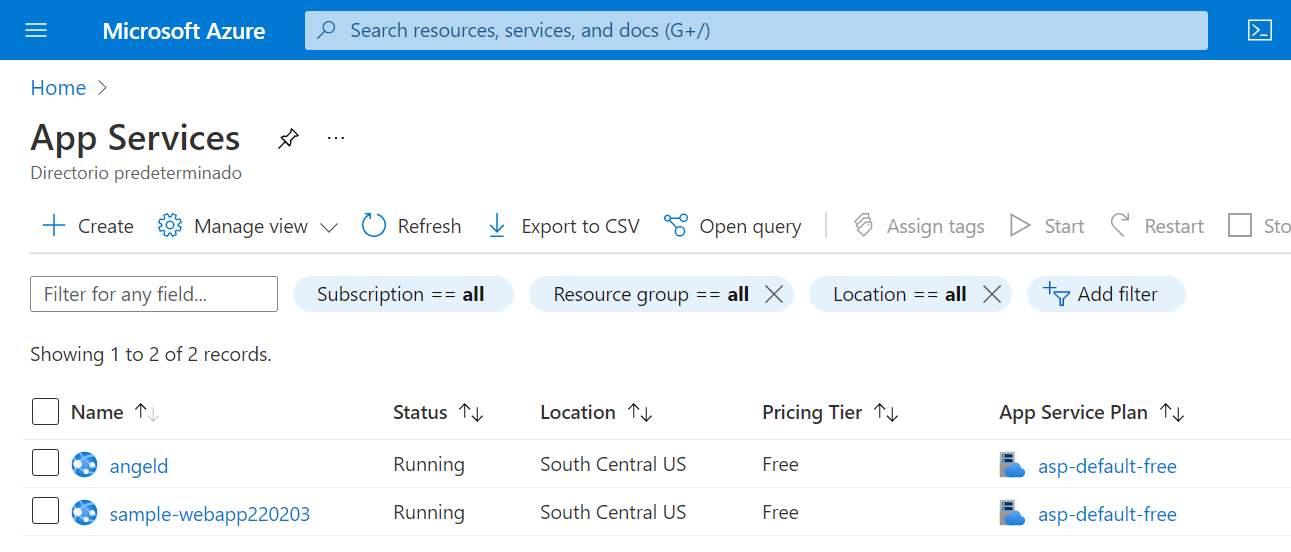 Microsoft Azure Search resources, services, and docs (G+/)
Home
App Services ...
Directorio predeterminado
Create Manage view Refresh Export to CSV Open query Assign tags Start Restart Sto
Filter for any field... Subscription == all Resource group == all Location == all Add filter
Showing 1 to 2 of 2 records.
Name Status Location Pricing Tier App Service Plan
angeld Running South Central US Free asp-default-free
sample-webapp220203 Running South Central US Free asp-default-free